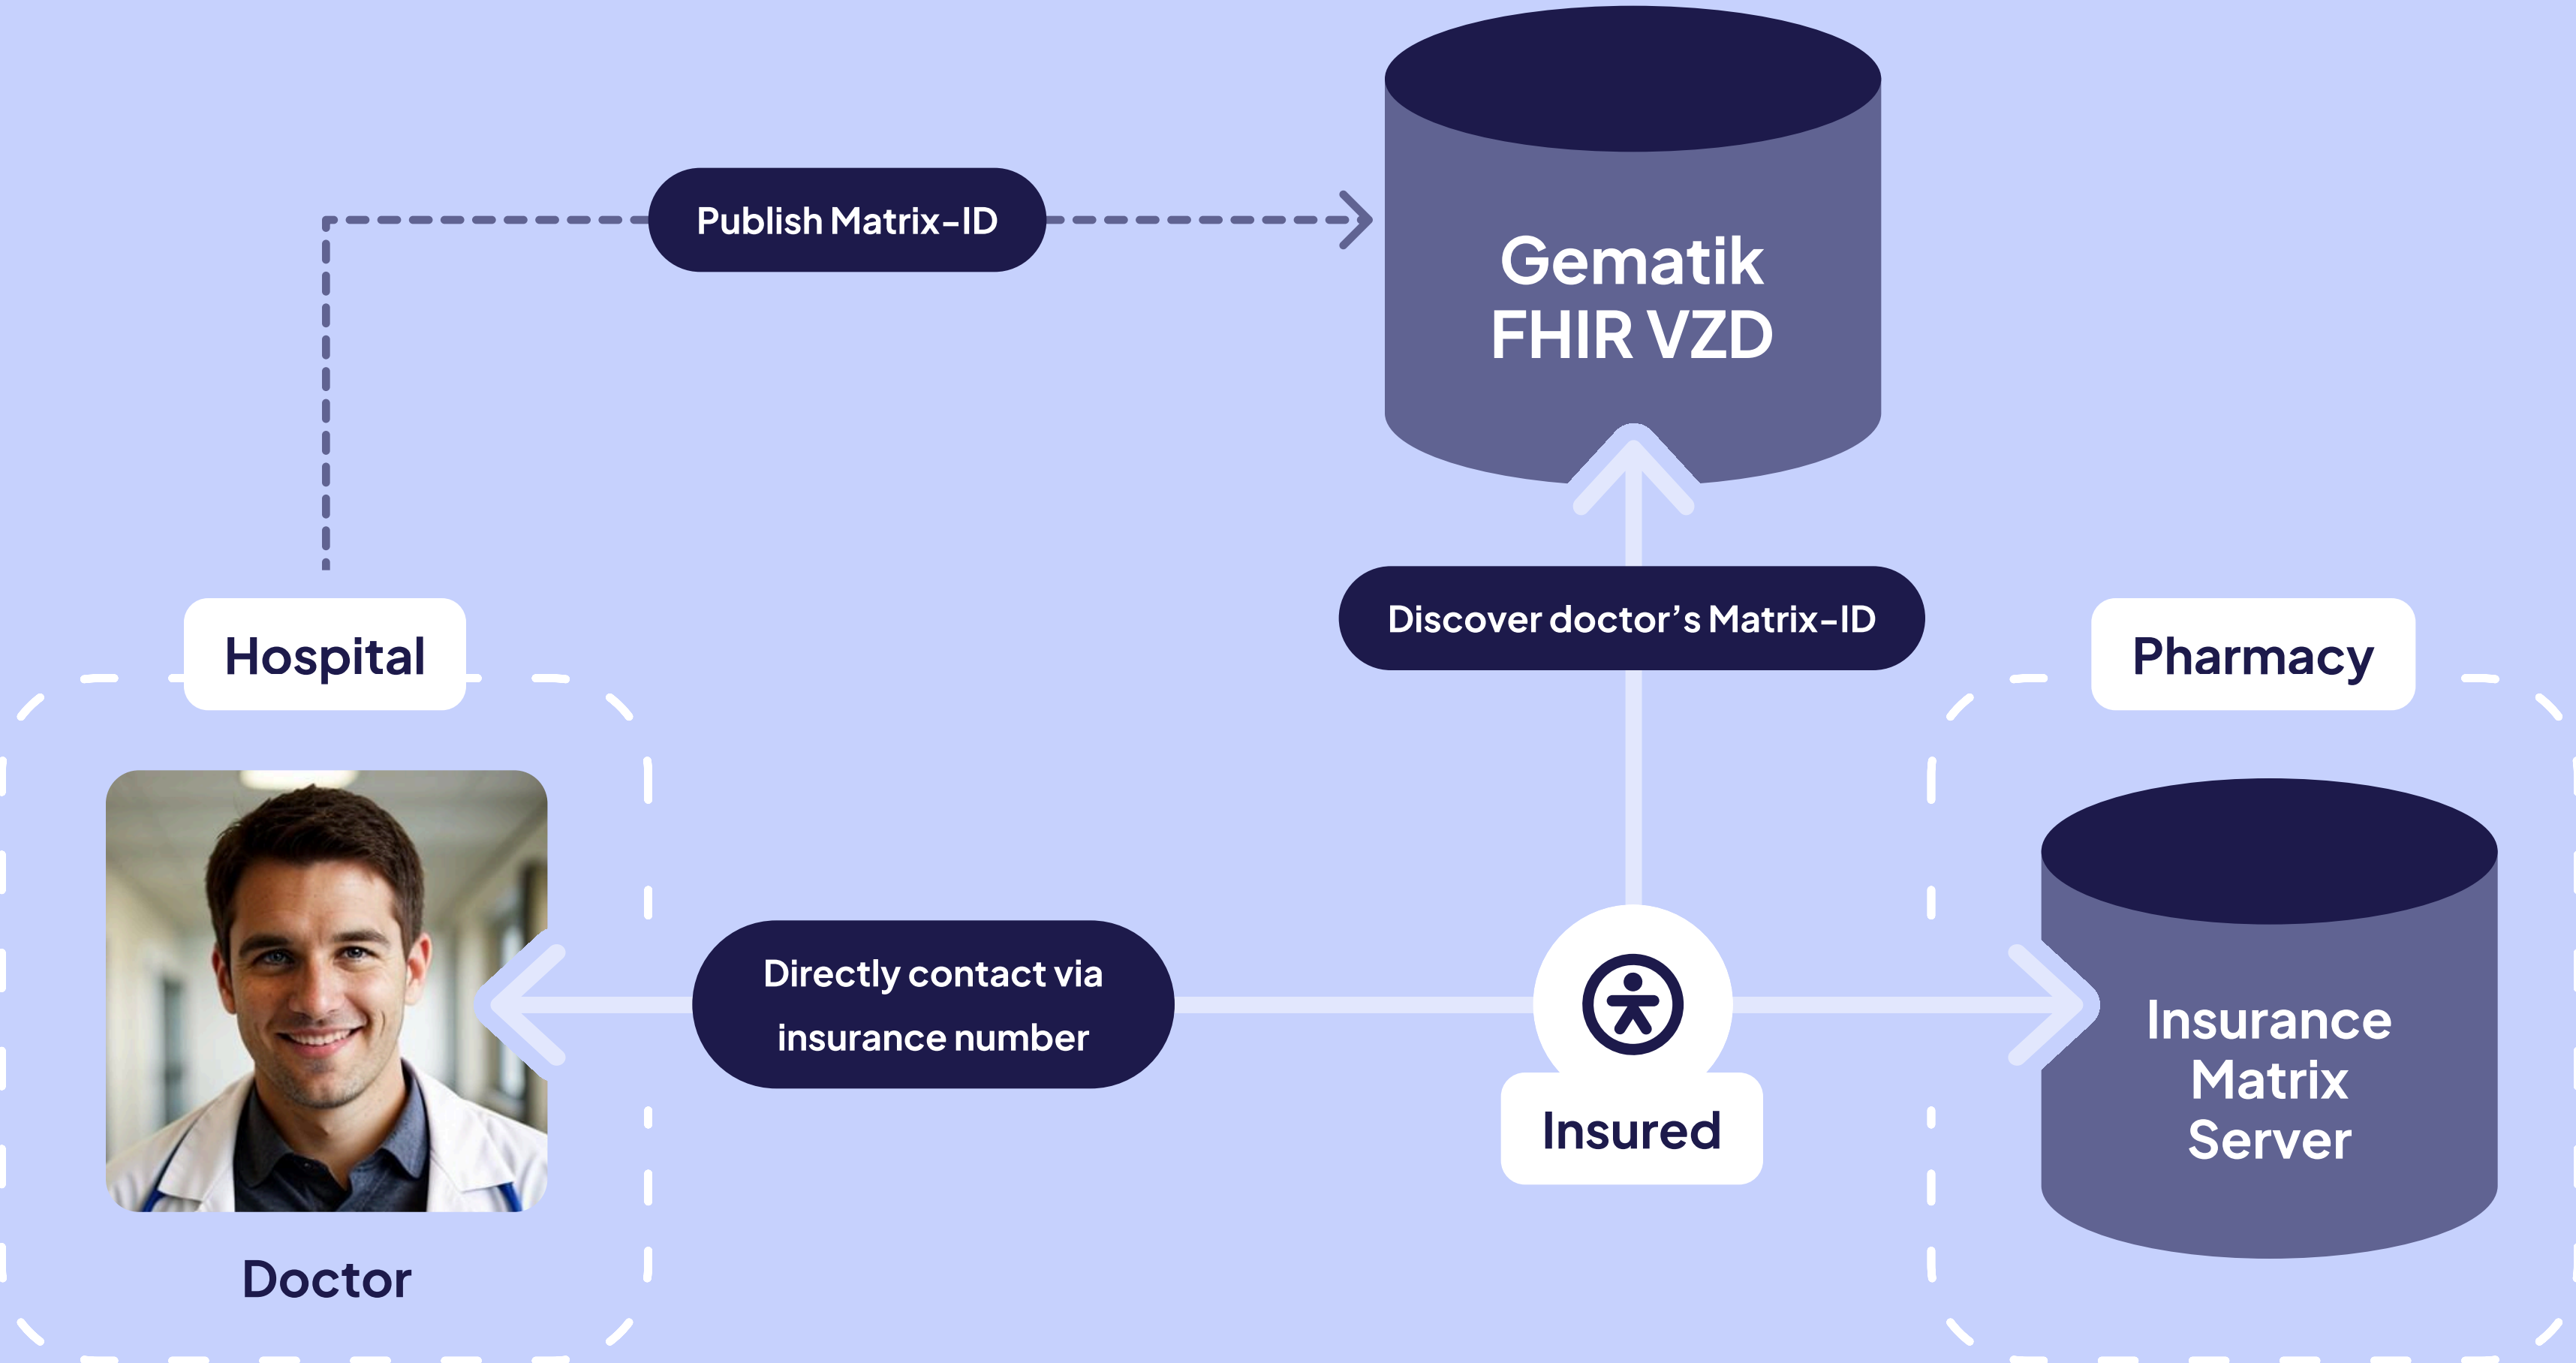 Publish Matrix-ID
Gematik
FHIR VZD
Discover doctor’s Matrix-ID
Hospital
Pharmacy
Directly contact via
insurance number
Insured
Insurance
Matrix
Server
Doctor